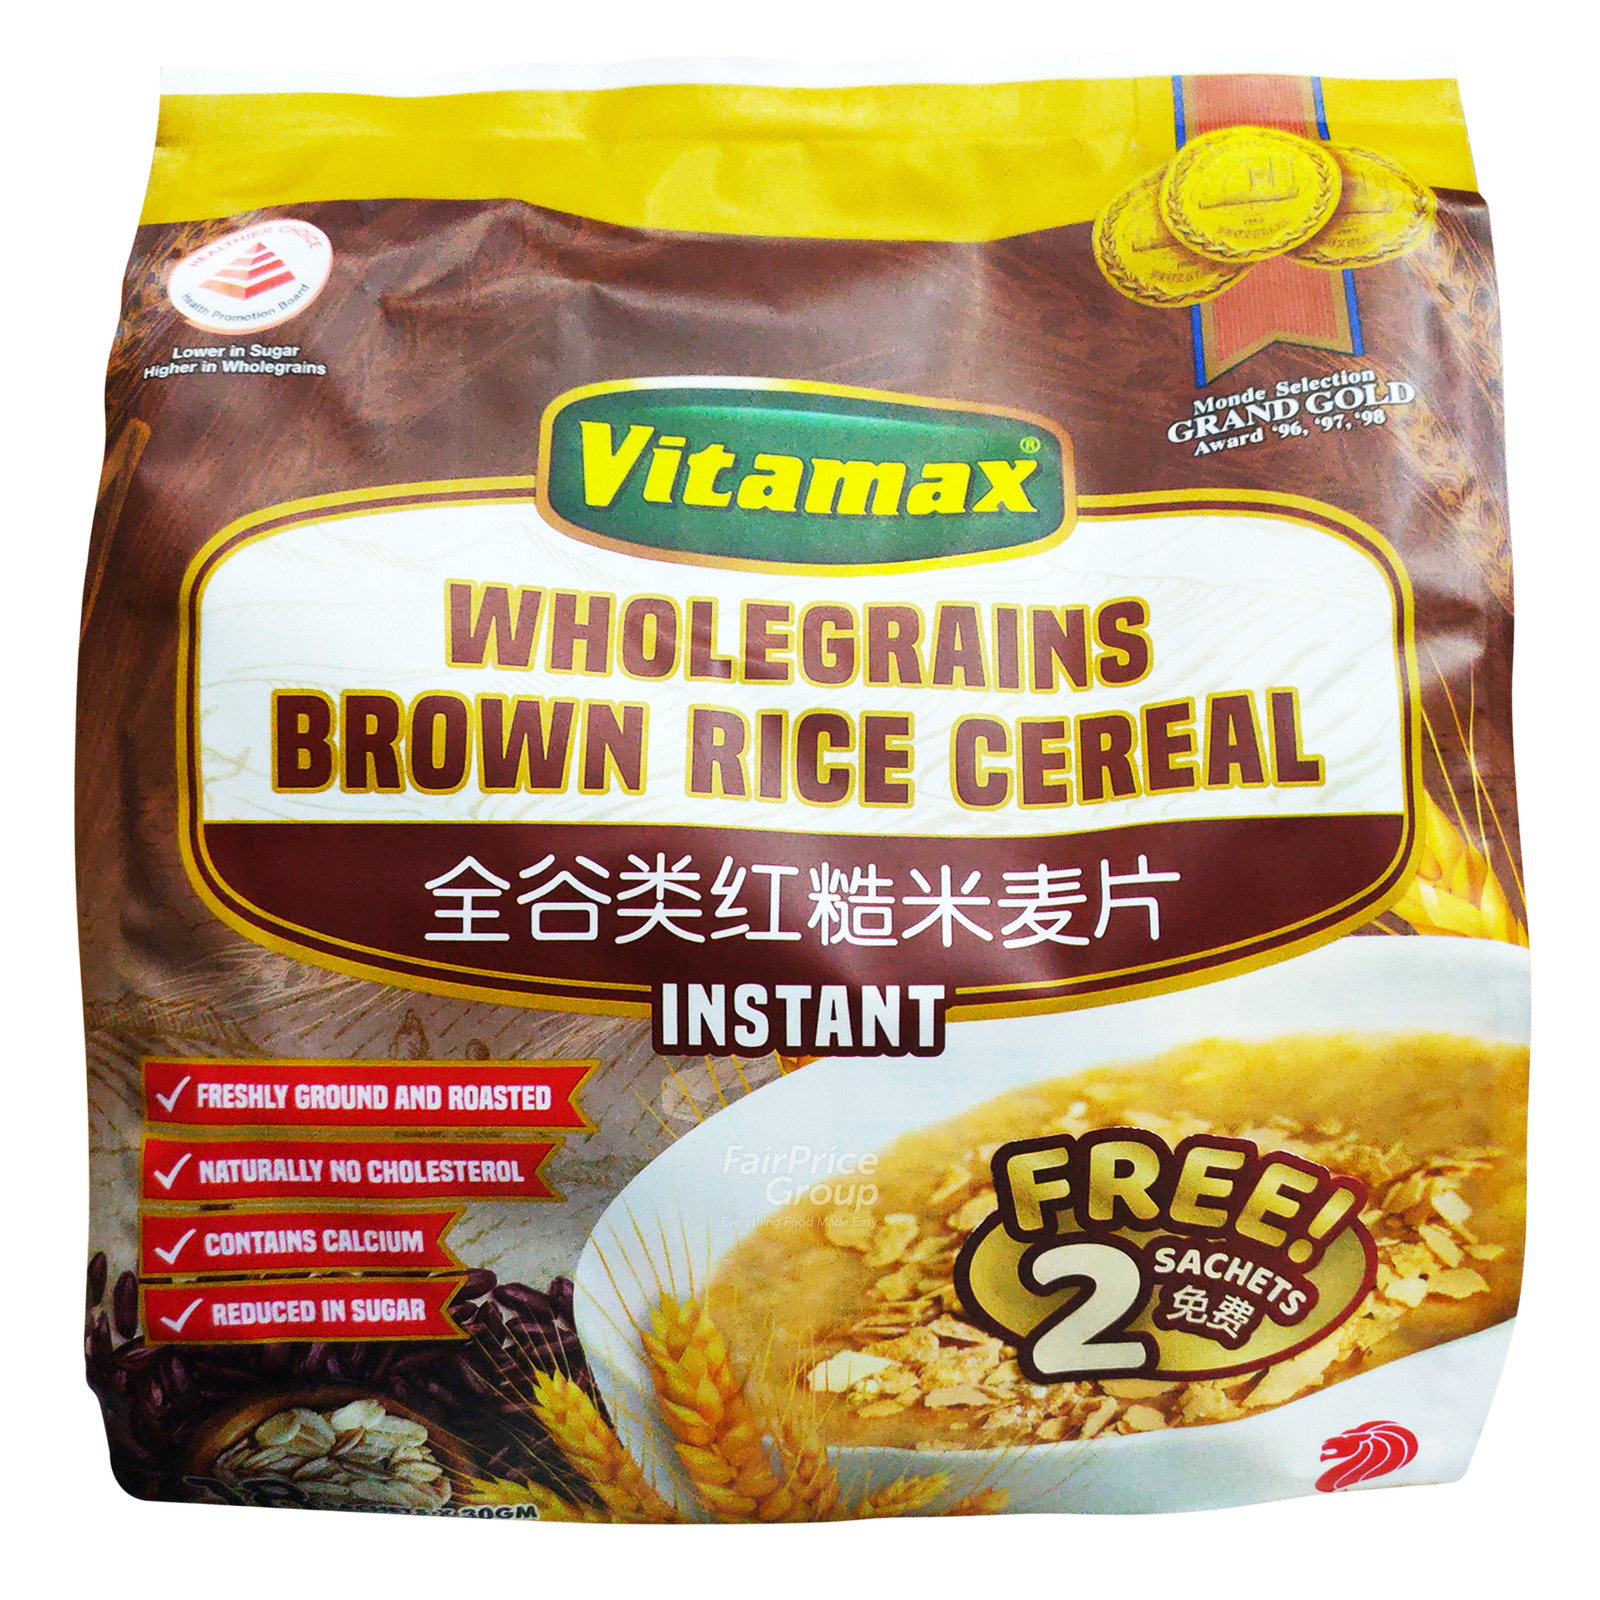 HEALTHIER CHOICE
Health Promotion Board
Lower in Sugar
Higher in Wholegrains
Monde Selection
GRAND GOLD
Award '96, '97, '98
Vitamax®
WHOLEGRAINS
BROWN RICE CEREAL
全谷类红糙米麦片
INSTANT
✓ FRESHLY GROUND AND ROASTED
✓ NATURALLY NO CHOLESTEROL
✓ CONTAINS CALCIUM
✓ REDUCED IN SUGAR
FairPrice
Group
Everything Food Made Easy
FREE!
2 SACHETS
免费
30GM